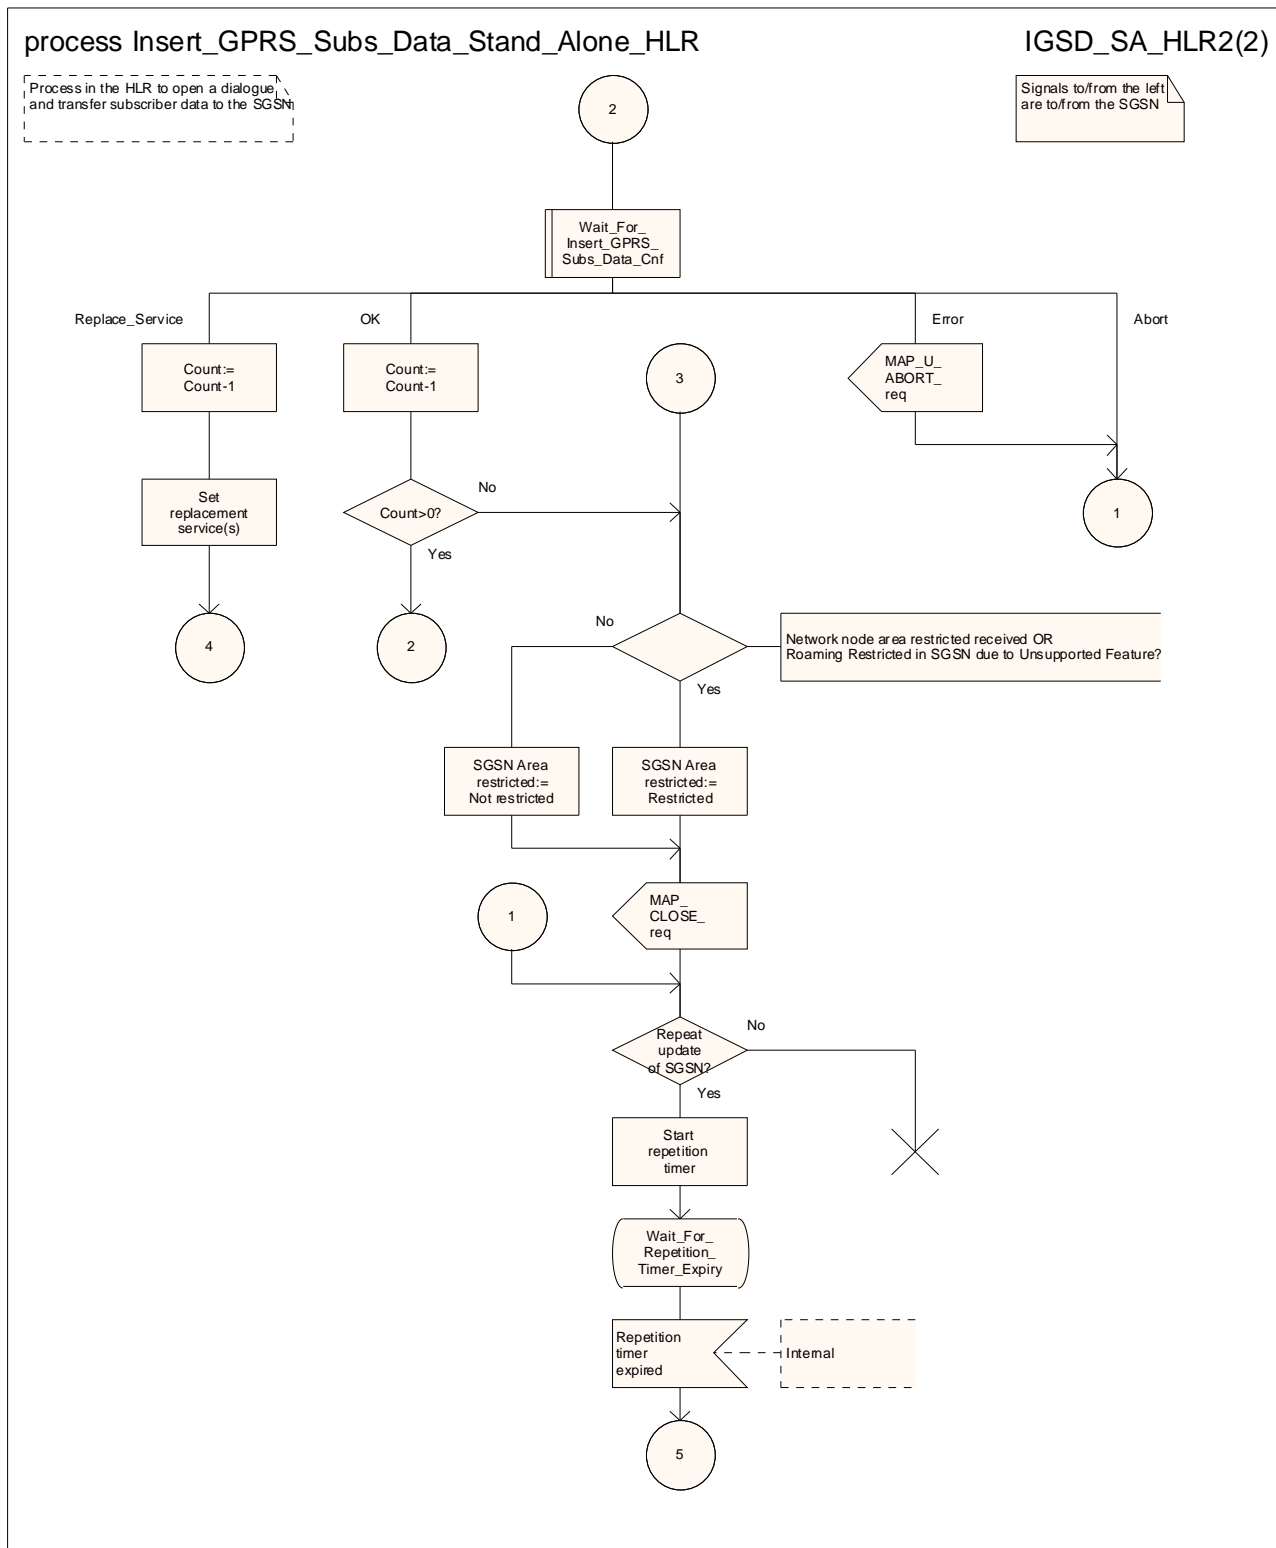 process Insert_GPRS_Subs_Data_Stand_Alone_HLR
IGSD_SA_HLR2(2)
Process in the HLR to open a dialogue
and transfer subscriber data to the SGSN
2
Signals to/from the left
are to/from the SGSN
Wait_For_
Insert_GPRS_
Subs_Data_Cnf
Replace_Service
OK
Error
Abort
Count:=
Count-1
Count:=
Count-1
3
MAP_U_
ABORT_
req
Set
replacement
service(s)
Count>0?
No
Yes
1
4
2
No
Yes
Network node area restricted received OR
Roaming Restricted in SGSN due to Unsupported Feature?
SGSN Area
restricted:=
Not restricted
SGSN Area
restricted:=
Restricted
1
MAP_
CLOSE_
req
Repeat
update
of SGSN?
No
Yes
Start
repetition
timer
Wait_For_
Repetition_
Timer_Expiry
Repetition
timer
expired
Internal
5